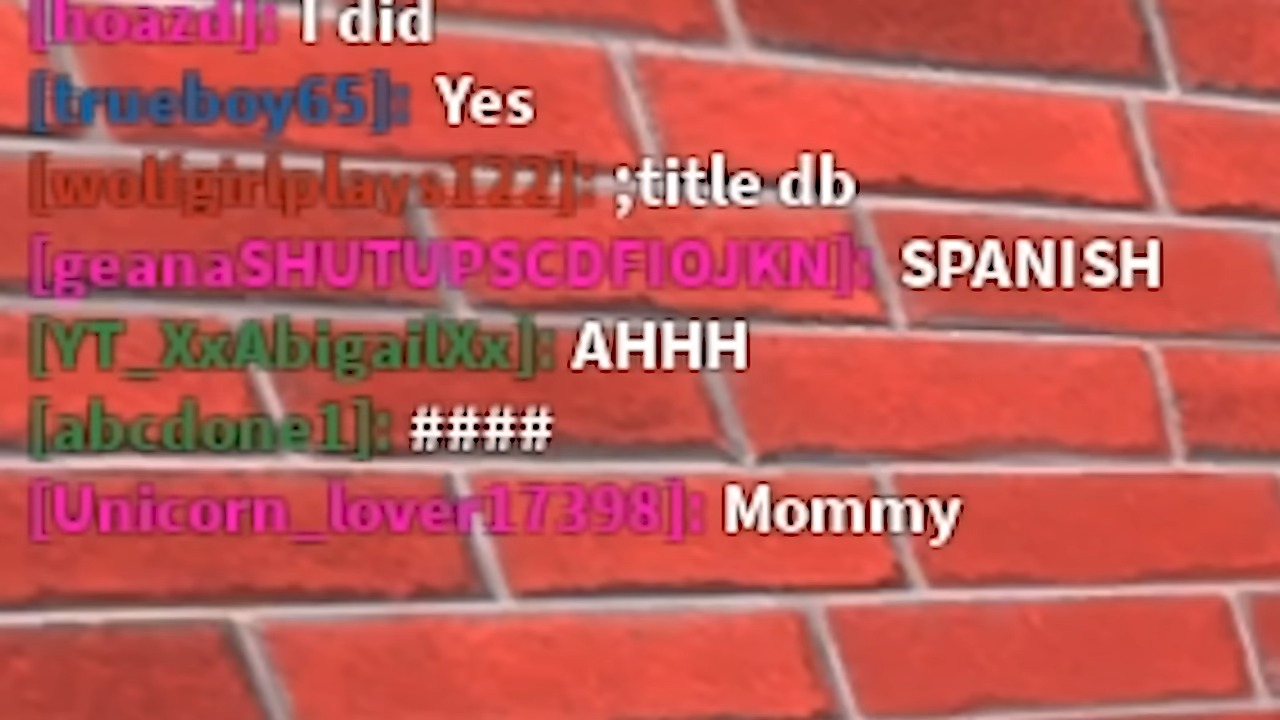 [hoazd]: I did
[trueboy65]: Yes
[wolfgirlplays122]: ;title db
[geanaSHUTUPSCDFIOJKN]: SPANISH
[YT_XxAbigailXx]: AHHH
[abcdone1]: ####
[Unicorn_lover17398]: Mommy